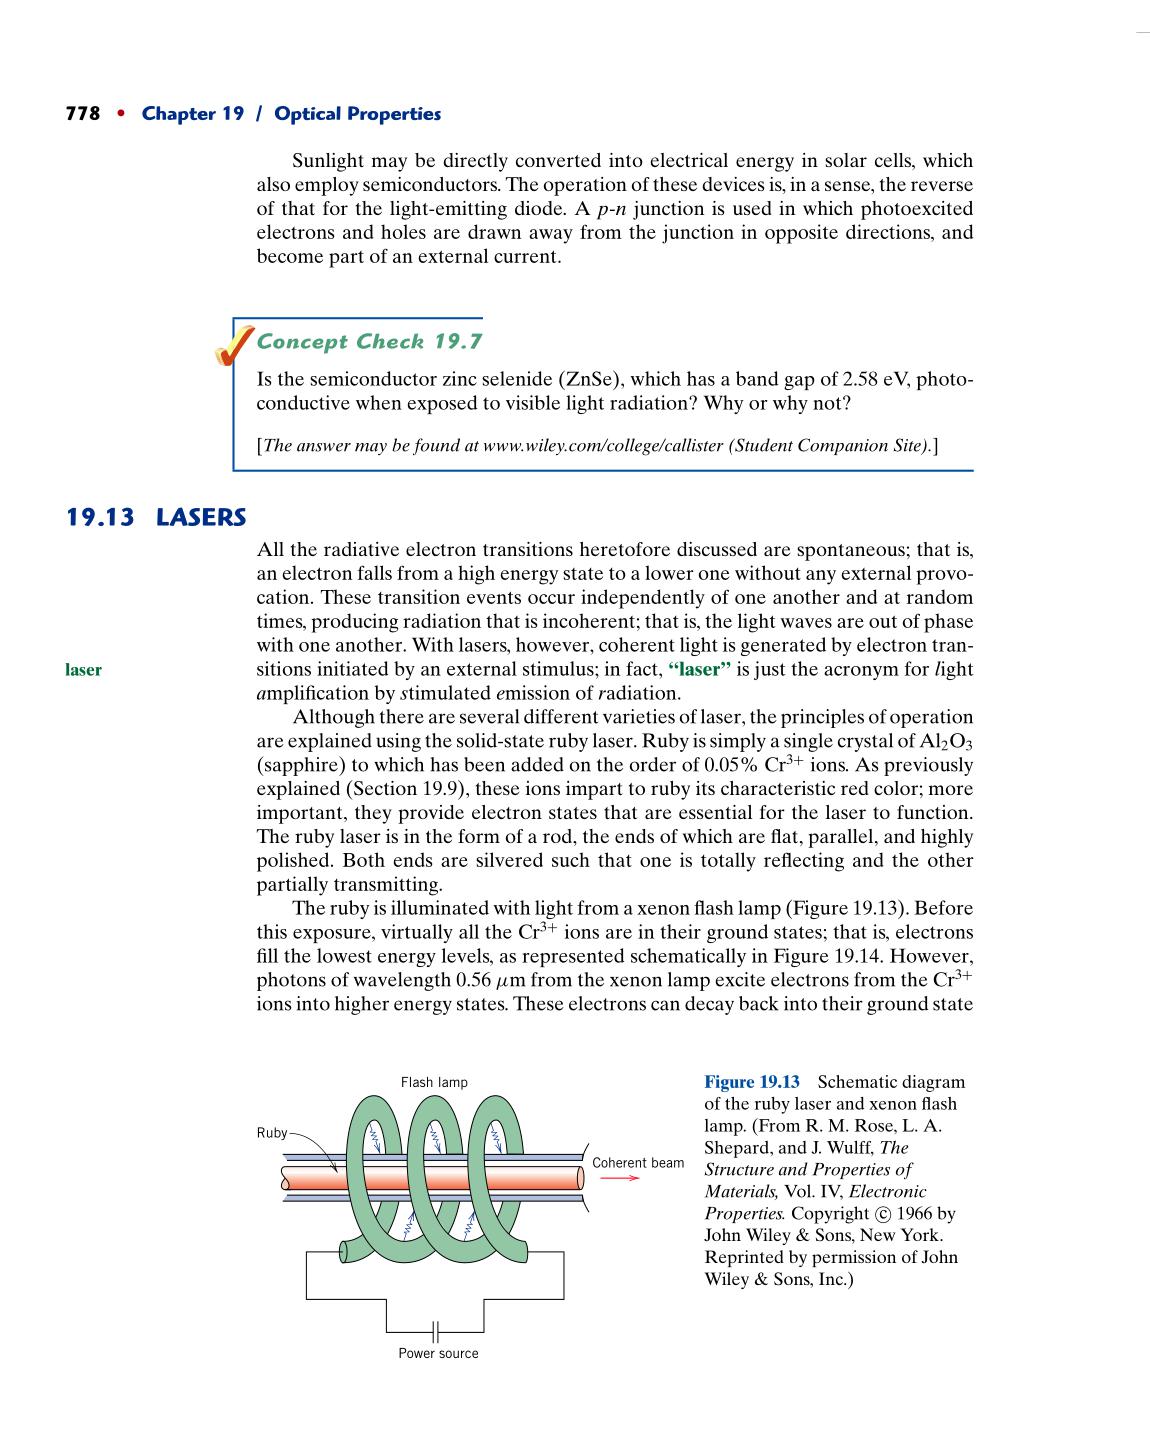 778 • Chapter 19 / Optical Properties
Sunlight may be directly converted into electrical energy in solar cells, which
also employ semiconductors. The operation of these devices is, in a sense, the reverse
of that for the light-emitting diode. A p-n junction is used in which photoexcited
electrons and holes are drawn away from the junction in opposite directions, and
become part of an external current.
Concept Check 19.7
Is the semiconductor zinc selenide (ZnSe), which has a band gap of 2.58 eV, photo-
conductive when exposed to visible light radiation? Why or why not?
[The answer may be found at www.wiley.com/college/callister (Student Companion Site).]
19.13 LASERS
All the radiative electron transitions heretofore discussed are spontaneous; that is,
an electron falls from a high energy state to a lower one without any external provo-
cation. These transition events occur independently of one another and at random
times, producing radiation that is incoherent; that is, the light waves are out of phase
with one another. With lasers, however, coherent light is generated by electron tran-
laser
sitions initiated by an external stimulus; in fact, “laser” is just the acronym for light
amplification by stimulated emission of radiation.
Although there are several different varieties of laser, the principles of operation
are explained using the solid-state ruby laser. Ruby is simply a single crystal of Al₂O₃
(sapphire) to which has been added on the order of 0.05% Cr³⁺ ions. As previously
explained (Section 19.9), these ions impart to ruby its characteristic red color; more
important, they provide electron states that are essential for the laser to function.
The ruby laser is in the form of a rod, the ends of which are flat, parallel, and highly
polished. Both ends are silvered such that one is totally reflecting and the other
partially transmitting.
The ruby is illuminated with light from a xenon flash lamp (Figure 19.13). Before
this exposure, virtually all the Cr³⁺ ions are in their ground states; that is, electrons
fill the lowest energy levels, as represented schematically in Figure 19.14. However,
photons of wavelength 0.56 μm from the xenon lamp excite electrons from the Cr³⁺
ions into higher energy states. These electrons can decay back into their ground state
Flash lamp
Ruby
Coherent beam
Power source
Figure 19.13 Schematic diagram
of the ruby laser and xenon flash
lamp. (From R. M. Rose, L. A.
Shepard, and J. Wulff, The
Structure and Properties of
Materials, Vol. IV, Electronic
Properties. Copyright © 1966 by
John Wiley & Sons, New York.
Reprinted by permission of John
Wiley & Sons, Inc.)